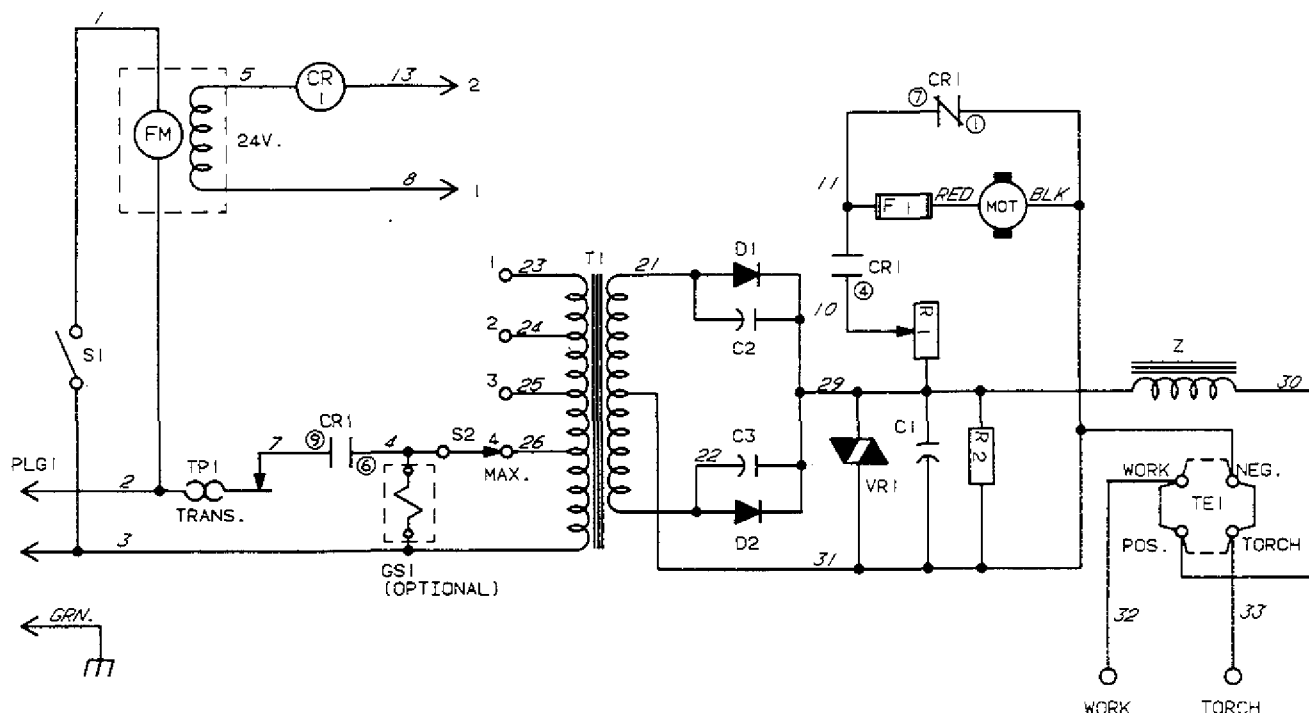 1
FM
24V.
5
CR
1
13
2
8
1
S1
PLG1
2
TP1
TRANS.
7
CR1
⑨
⑥
4
S2
4
MAX.
GS1
(OPTIONAL)
3
GRN.
1
23
2
24
3
25
26
T1
21
D1
C2
22
C3
D2
29
31
VR1
C1
R2
10
R1
CR1
④
11
F1
RED
MOT
BLK
CR1
⑦
①
Z
30
WORK
NEG.
TE1
POS.
TORCH
32
33
WORK
TORCH